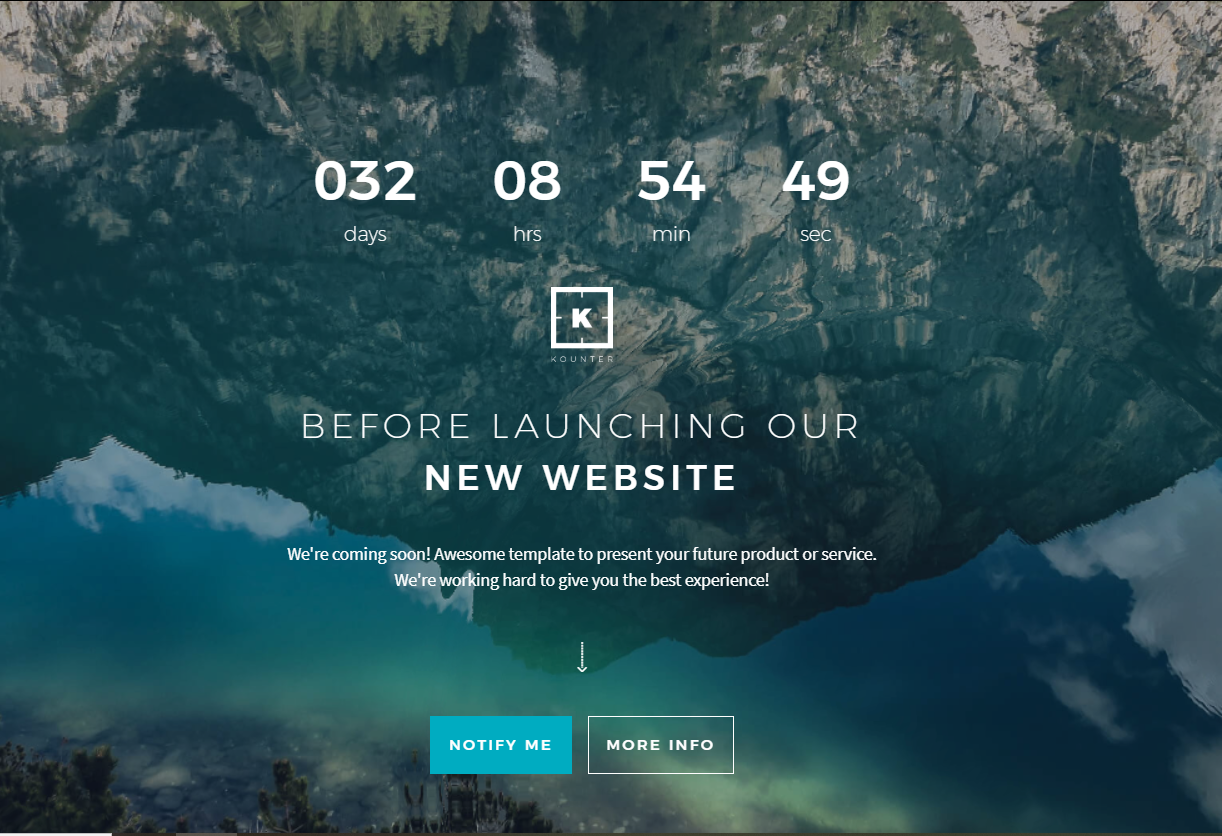 032 08 54 49
days hrs min sec
K
KOUNTER
BEFORE LAUNCHING OUR
NEW WEBSITE
We're coming soon! Awesome template to present your future product or service.
We're working hard to give you the best experience!
NOTIFY ME MORE INFO